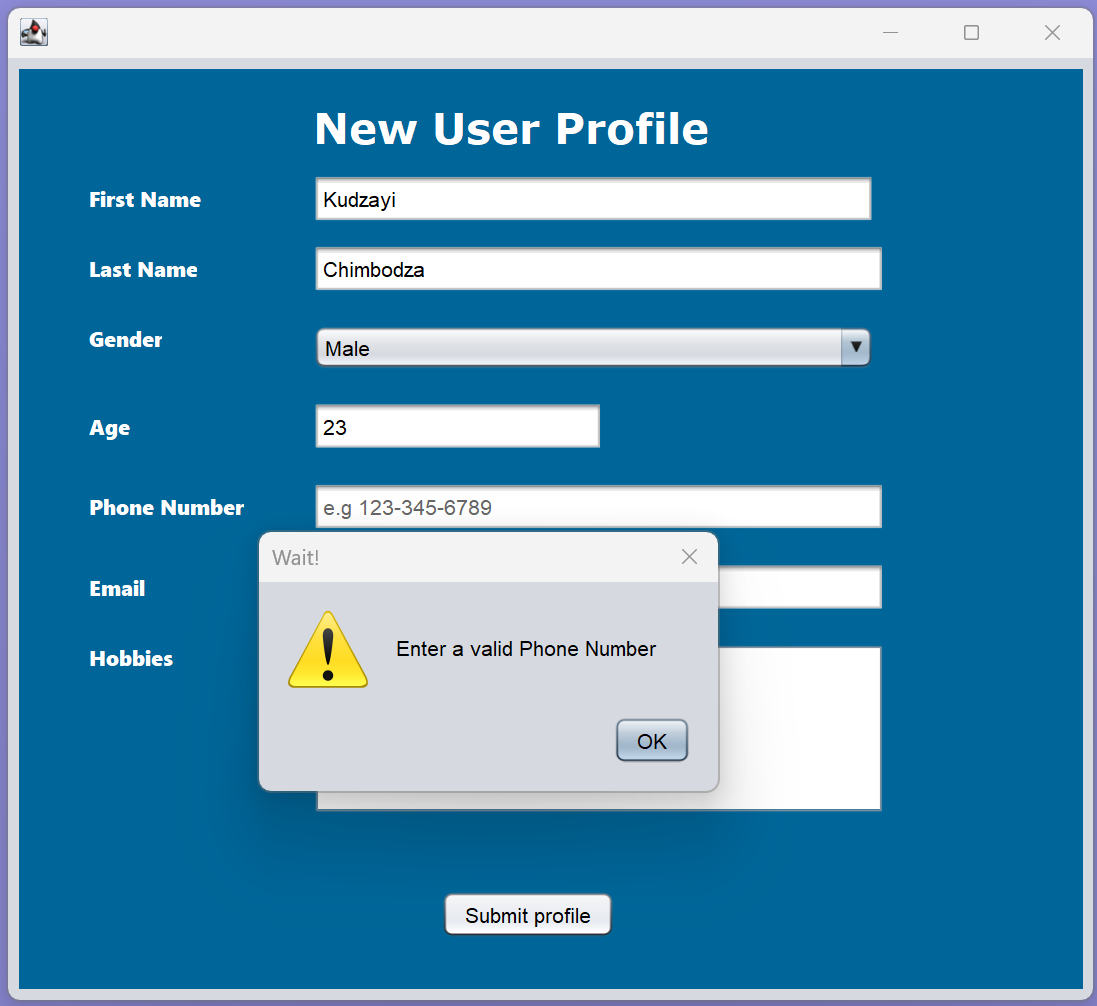 New User Profile
First Name
Kudzayi
Last Name
Chimbodza
Gender
Male
Age
23
Phone Number
e.g 123-345-6789
Wait!
Email
Enter a valid Phone Number
Hobbies
OK
Submit profile